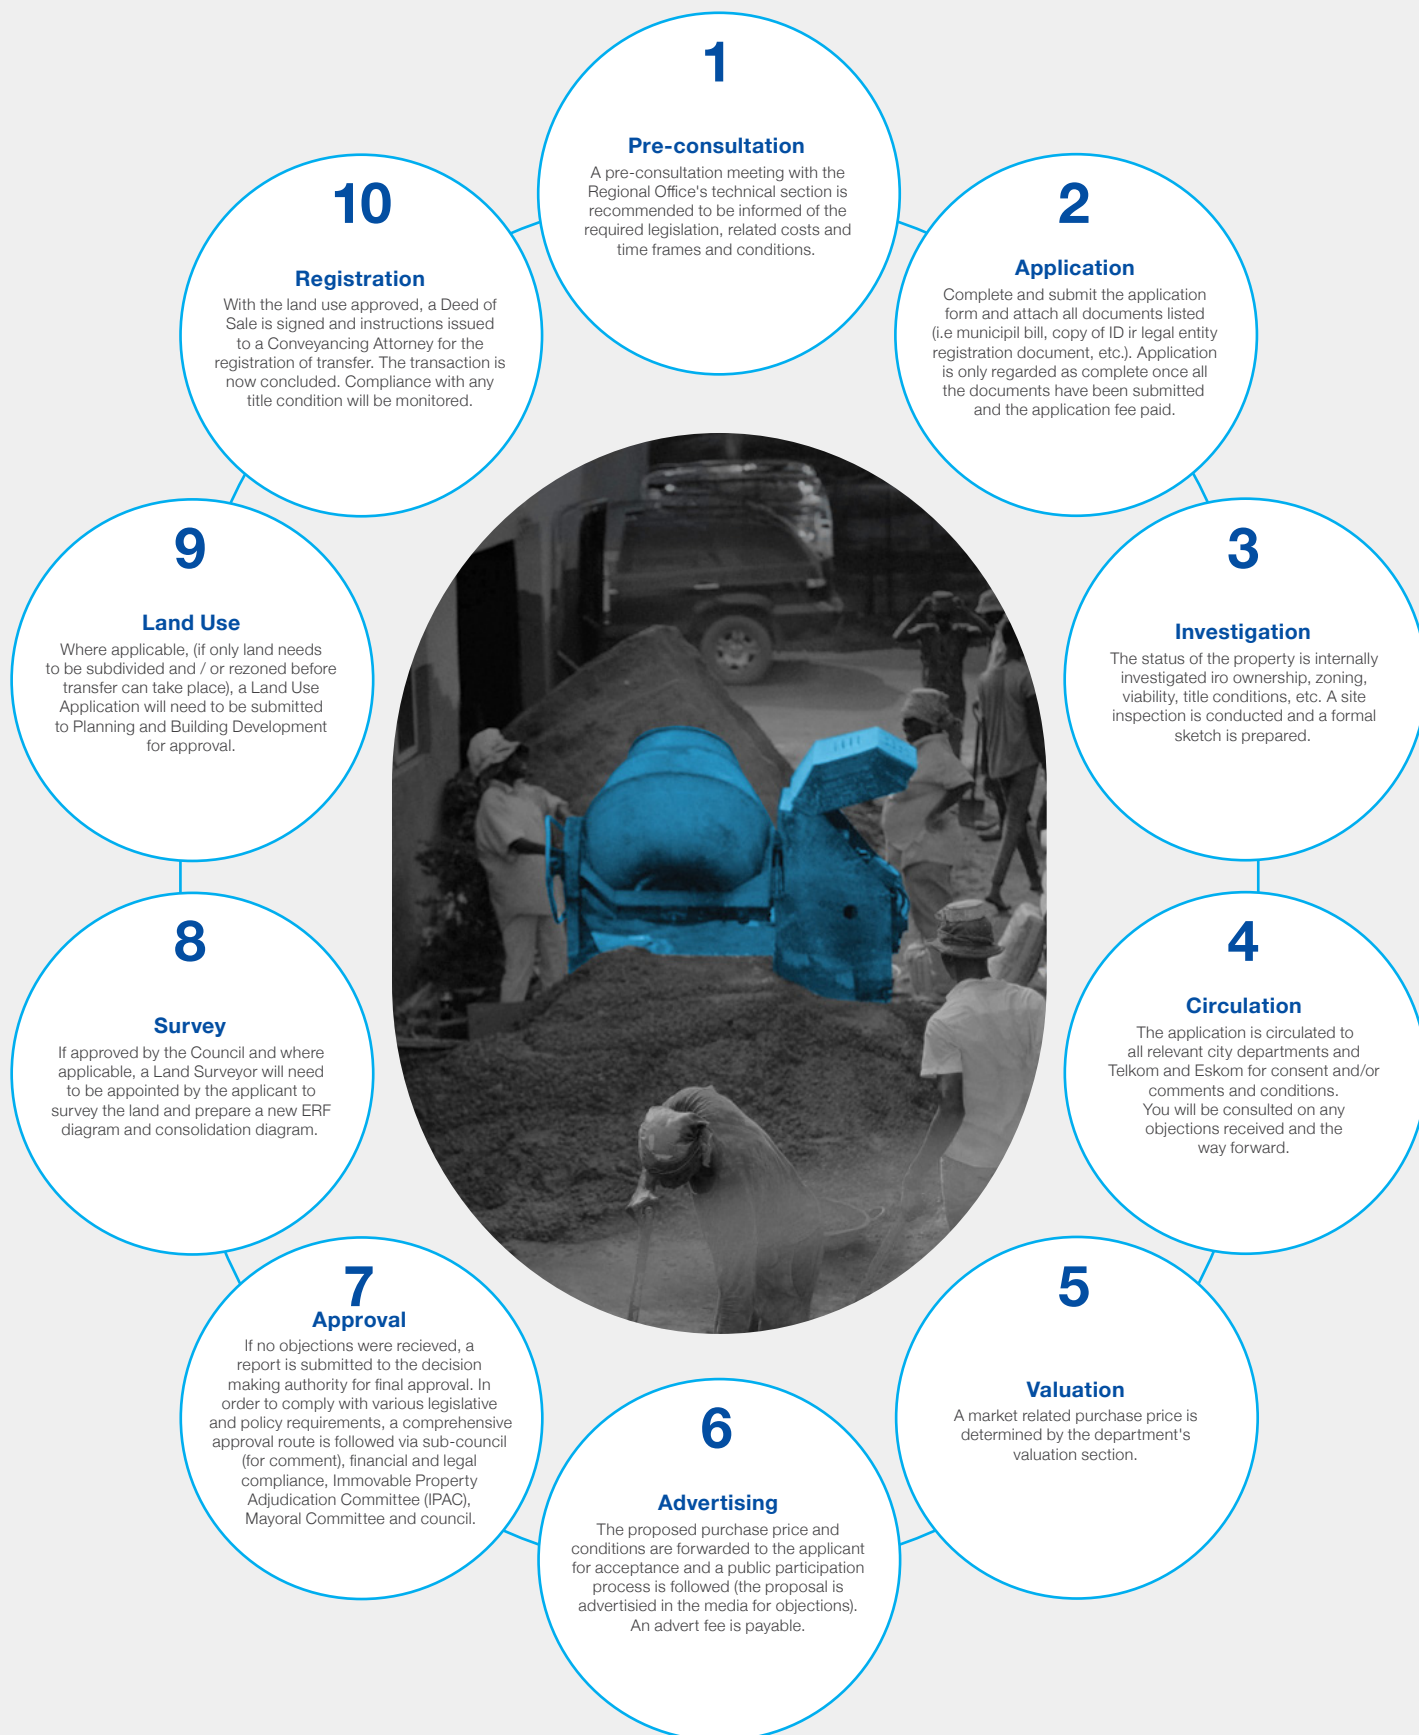 1
Pre-consultation
A pre-consultation meeting with the
Regional Office's technical section is
recommended to be informed of the
required legislation, related costs and
time frames and conditions.
2
Application
Complete and submit the application
form and attach all documents listed
(i.e municipil bill, copy of ID ir legal entity
registration document, etc.). Application
is only regarded as complete once all
the documents have been submitted
and the application fee paid.
3
Investigation
The status of the property is internally
investigated iro ownership, zoning,
viability, title conditions, etc. A site
inspection is conducted and a formal
sketch is prepared.
4
Circulation
The application is circulated to
all relevant city departments and
Telkom and Eskom for consent and/or
comments and conditions.
You will be consulted on any
objections received and the
way forward.
5
Valuation
A market related purchase price is
determined by the department's
valuation section.
6
Advertising
The proposed purchase price and
conditions are forwarded to the applicant
for acceptance and a public participation
process is followed (the proposal is
advertisied in the media for objections).
An advert fee is payable.
7
Approval
If no objections were recieved, a
report is submitted to the decision
making authority for final approval. In
order to comply with various legislative
and policy requirements, a comprehensive
approval route is followed via sub-council
(for comment), financial and legal
compliance, Immovable Property
Adjudication Committee (IPAC),
Mayoral Committee and council.
8
Survey
If approved by the Council and where
applicable, a Land Surveyor will need
to be appointed by the applicant to
survey the land and prepare a new ERF
diagram and consolidation diagram.
9
Land Use
Where applicable, (if only land needs
to be subdivided and / or rezoned before
transfer can take place), a Land Use
Application will need to be submitted
to Planning and Building Development
for approval.
10
Registration
With the land use approved, a Deed of
Sale is signed and instructions issued
to a Conveyancing Attorney for the
registration of transfer. The transaction is
now concluded. Compliance with any
title condition will be monitored.